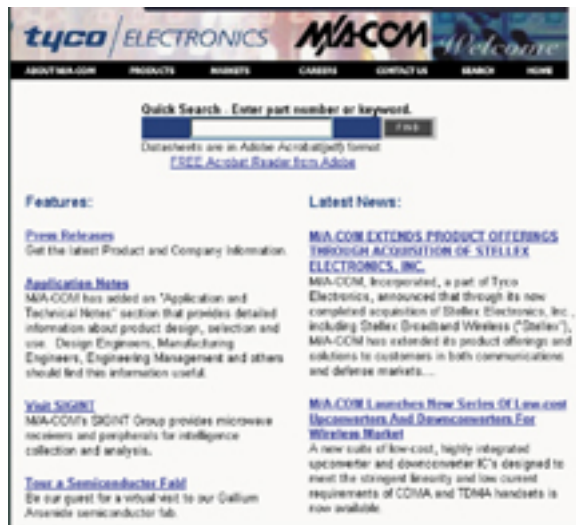 tyco / ELECTRONICS M/A-COM Welcome
ABOUT M/A-COM PRODUCTS MARKETS CAREERS CONTACT US SEARCH HOME
Quick Search - Enter part number or keyword.
FIND
Datasheets are in Adobe Acrobat(pdf) format
FREE Acrobat Reader from Adobe
Features:
Press Releases
Get the latest Product and Company Information.
Application Notes
M/A-COM has added an "Application and
Technical Notes" section that provides detailed
information about product design, selection and
use. Design Engineers, Manufacturing
Engineers, Engineering Management and others
should find this information useful.
Visit SIGINT
M/A-COM's SIGINT Group provides microwave
receivers and peripherals for intelligence
collection and analysis.
Tour a Semiconductor Fab!
Be our guest for a virtual visit to our Gallium
Arsenide semiconductor fab.
Latest News:
M/A-COM EXTENDS PRODUCT OFFERINGS
THROUGH ACQUISITION OF STELLEX
ELECTRONICS, INC.
M/A-COM, Incorporated, a part of Tyco
Electronics, announced that through its new
completed acquisition of Stellex Electronics, Inc.,
including Stellex Broadband Wireless ("Stellex"),
M/A-COM has extended its product offerings and
solutions to customers in both communications
and defense markets....
M/A-COM Launches New Series Of Low-cost
Upconverters And Downconverters For
Wireless Market
A new suite of low-cost, highly integrated
upconverter and downconverter IC's designed to
meet the stringent linearity and low current
requirements of CDMA and TDMA handsets is
now available.